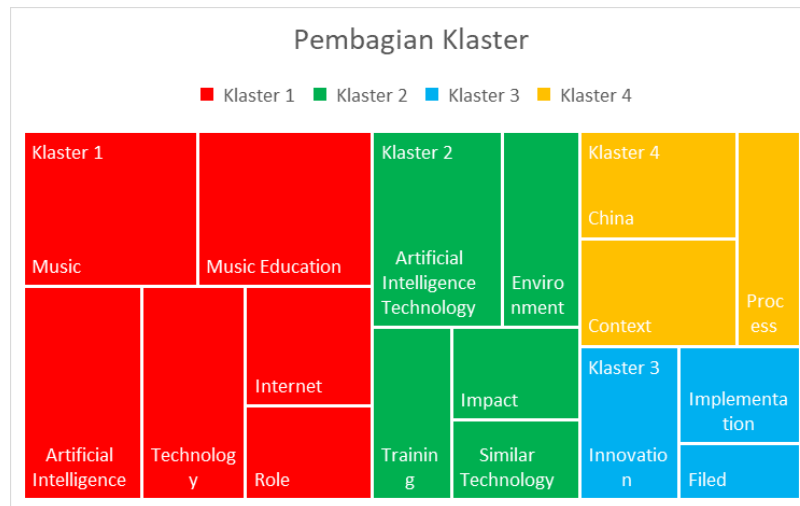 Pembagian Klaster
Klaster 1 Klaster 2 Klaster 3 Klaster 4
Klaster 1
Music
Music Education
Artificial
Intelligence
Technolog
y
Internet
Role
Klaster 2
Artificial
Intelligence
Technology
Environ
nment
Trainin
g
Impact
Similar
Technology
Klaster 4
China
Context
Proc
ess
Klaster 3
Innovatio
n
Implementa
tion
Filed